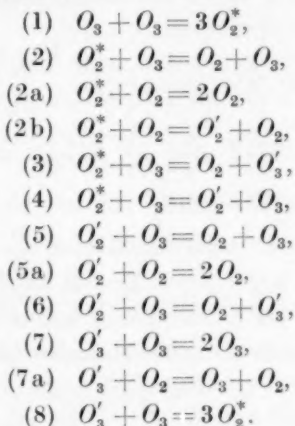 (1) O₃ + O₃ = 3 O₂*,
(2) O₂* + O₃ = O₂ + O₃,
(2a) O₂* + O₂ = 2 O₂,
(2b) O₂* + O₂ = O₂′ + O₂,
(3) O₂* + O₃ = O₂ + O₃′,
(4) O₂* + O₃ = O₂′ + O₃,
(5) O₂′ + O₃ = O₂ + O₃,
(5a) O₂′ + O₂ = 2 O₂,
(6) O₂′ + O₃ = O₂ + O₃′,
(7) O₃′ + O₃ = 2 O₃,
(7a) O₃′ + O₂ = O₃ + O₂,
(8) O₃′ + O₃ = 3 O₂*.